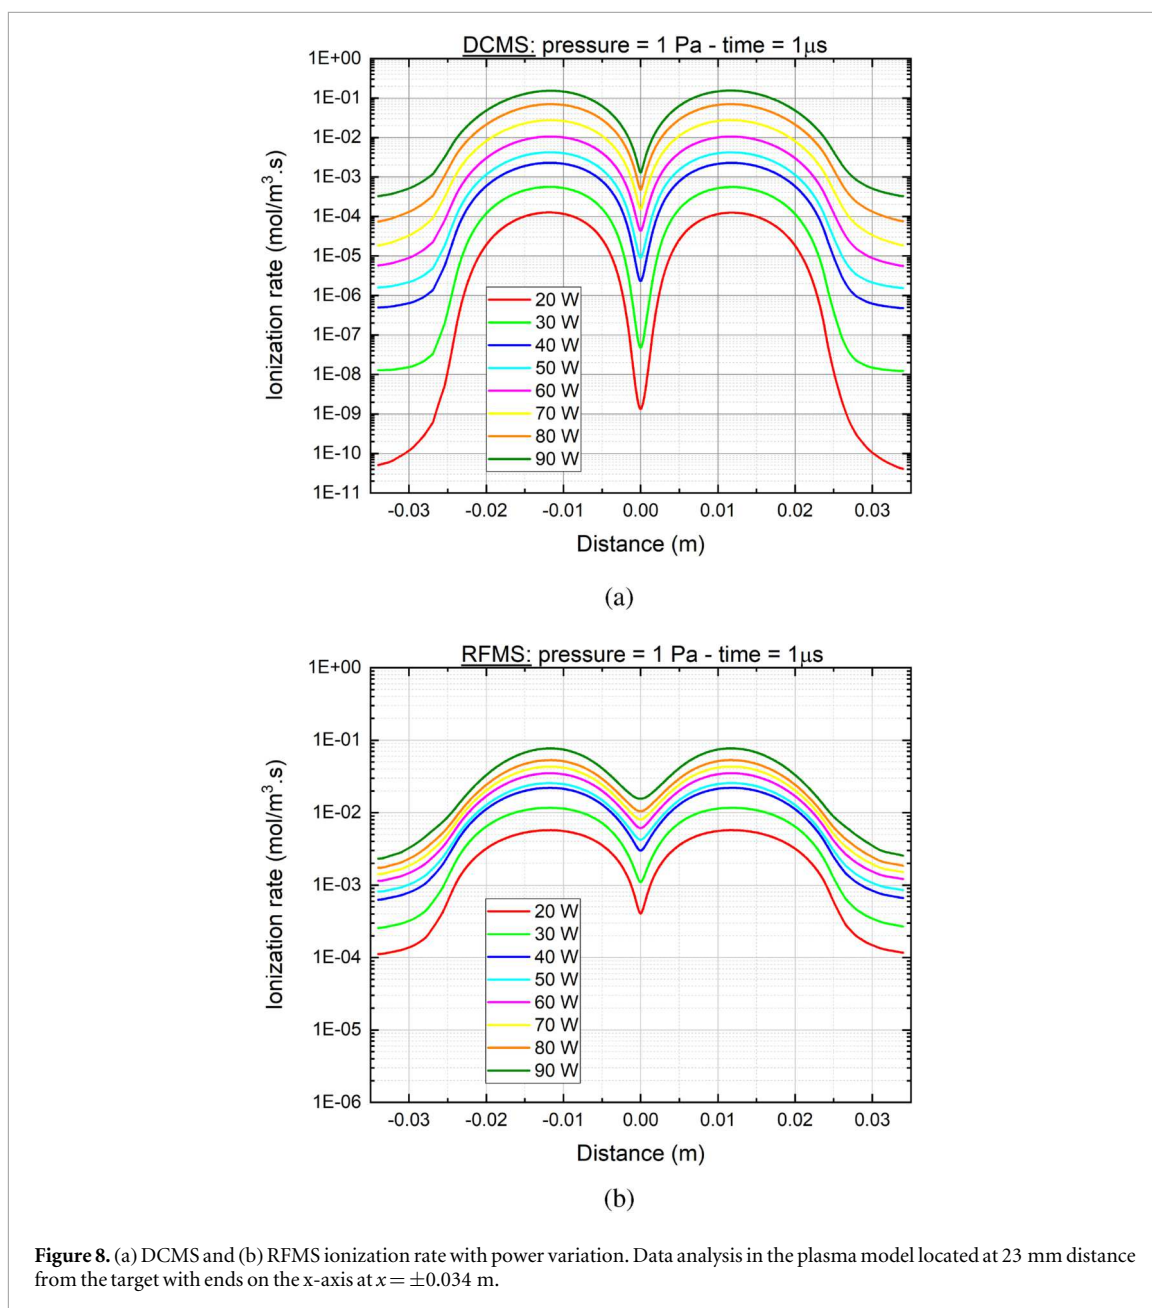 DCMS: pressure = 1 Pa - time = 1μs
1E+00
1E-01
1E-02
1E-03
1E-04
1E-05
1E-06
1E-07
1E-08
1E-09
1E-10
1E-11
Ionization rate (mol/m³.s)
20 W
30 W
40 W
50 W
60 W
70 W
80 W
90 W
-0.03 -0.02 -0.01 0.00 0.01 0.02 0.03
Distance (m)
(a)
RFMS: pressure = 1 Pa - time = 1μs
1E+00
1E-01
1E-02
1E-03
1E-04
1E-05
1E-06
Ionization rate (mol/m³.s)
20 W
30 W
40 W
50 W
60 W
70 W
80 W
90 W
-0.03 -0.02 -0.01 0.00 0.01 0.02 0.03
Distance (m)
(b)
Figure 8. (a) DCMS and (b) RFMS ionization rate with power variation. Data analysis in the plasma model located at 23 mm distance
from the target with ends on the x-axis at x = ±0.034 m.